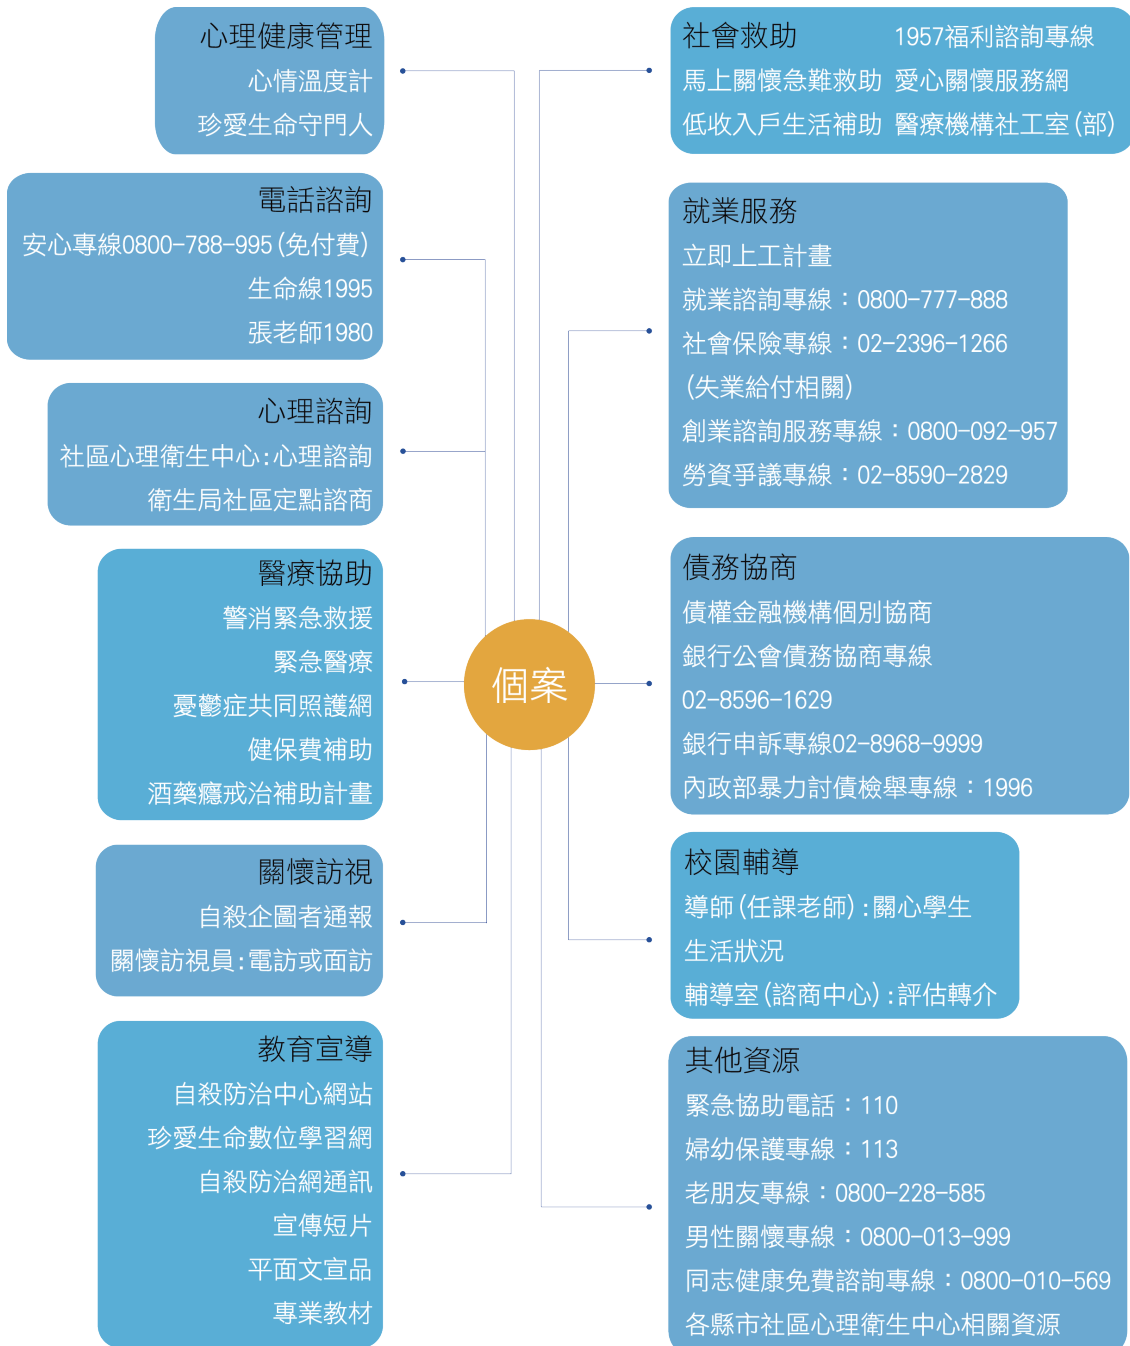 心理健康管理
心情溫度計
珍愛生命守門人
電話諮詢
安心專線0800-788-995(免付費)
生命線1995
張老師1980
心理諮詢
社區心理衛生中心:心理諮詢
衛生局社區定點諮商
醫療協助
警消緊急救援
緊急醫療
憂鬱症共同照護網
健保費補助
酒藥癮戒治補助計畫
關懷訪視
自殺企圖者通報
關懷訪視員:電訪或面訪
教育宣導
自殺防治中心網站
珍愛生命數位學習網
自殺防治網通訊
宣傳短片
平面文宣品
專業教材
個案
社會救助 1957福利諮詢專線
馬上關懷急難救助 愛心關懷服務網
低收入戶生活補助 醫療機構社工室(部)
就業服務
立即上工計畫
就業諮詢專線：0800-777-888
社會保險專線：02-2396-1266
(失業給付相關)
創業諮詢服務專線：0800-092-957
勞資爭議專線：02-8590-2829
債務協商
債權金融機構個別協商
銀行公會債務協商專線
02-8596-1629
銀行申訴專線02-8968-9999
內政部暴力討債檢舉專線：1996
校園輔導
導師(任課老師):關心學生
生活狀況
輔導室(諮商中心):評估轉介
其他資源
緊急協助電話：110
婦幼保護專線：113
老朋友專線：0800-228-585
男性關懷專線：0800-013-999
同志健康免費諮詢專線：0800-010-569
各縣市社區心理衛生中心相關資源